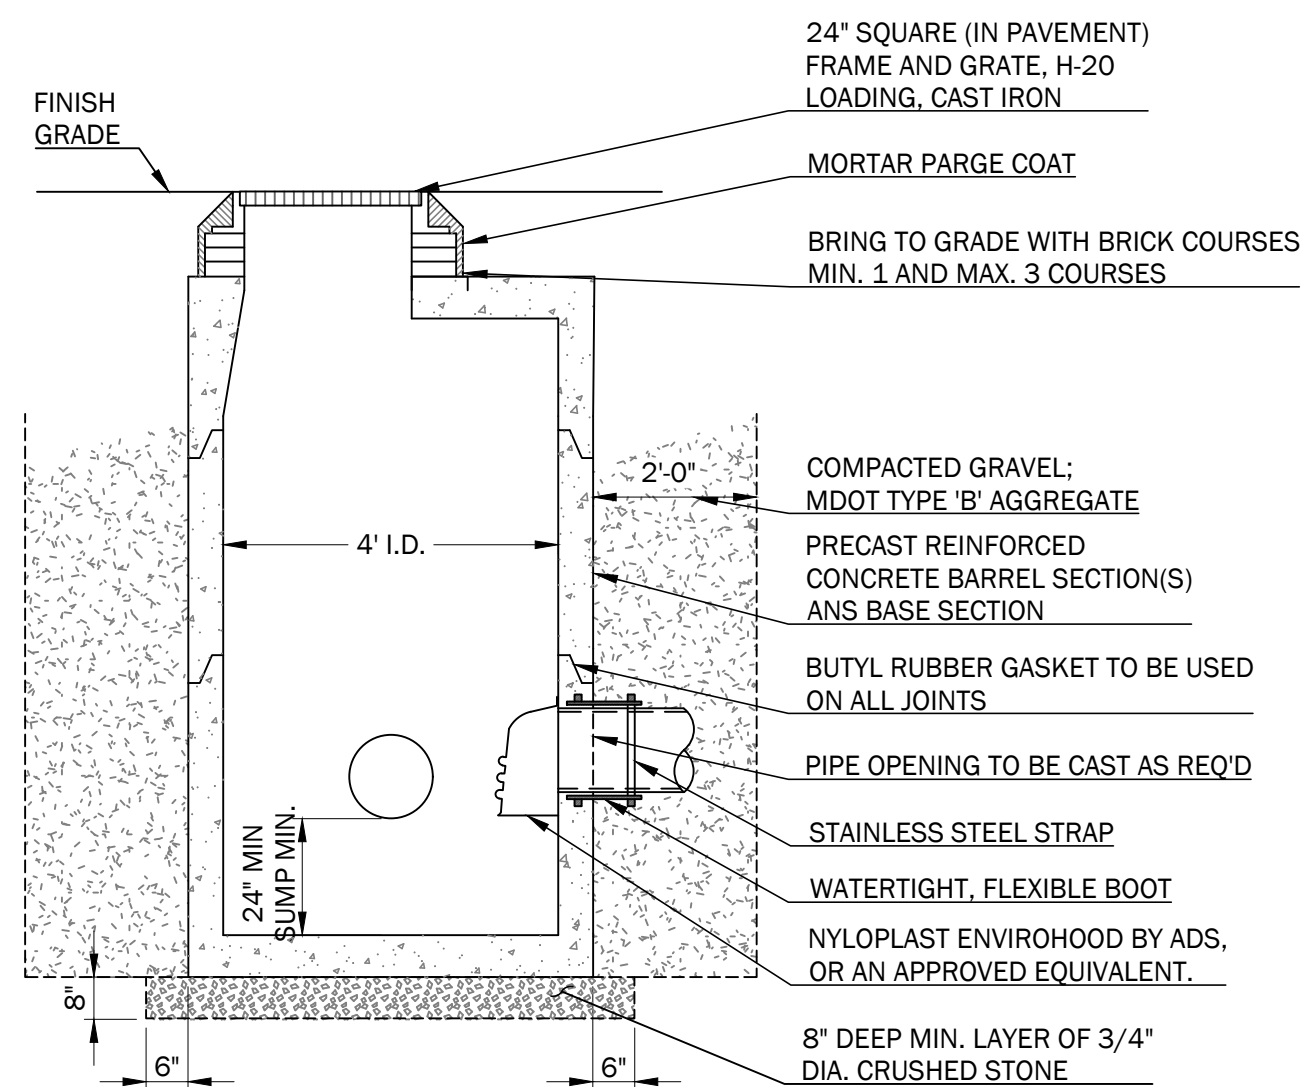 24" SQUARE (IN PAVEMENT)
FRAME AND GRATE, H-20
LOADING, CAST IRON
FINISH
GRADE
MORTAR PARGE COAT
BRING TO GRADE WITH BRICK COURSES
MIN. 1 AND MAX. 3 COURSES
2'-0"
COMPACTED GRAVEL;
MDOT TYPE 'B' AGGREGATE
4' I.D.
PRECAST REINFORCED
CONCRETE BARREL SECTION(S)
ANS BASE SECTION
BUTYL RUBBER GASKET TO BE USED
ON ALL JOINTS
PIPE OPENING TO BE CAST AS REQ'D
STAINLESS STEEL STRAP
24" MIN
SUMP MIN.
WATERTIGHT, FLEXIBLE BOOT
NYLOPLAST ENVIROHOOD BY ADS,
OR AN APPROVED EQUIVALENT.
8"
8" DEEP MIN. LAYER OF 3/4"
DIA. CRUSHED STONE
6"
6"